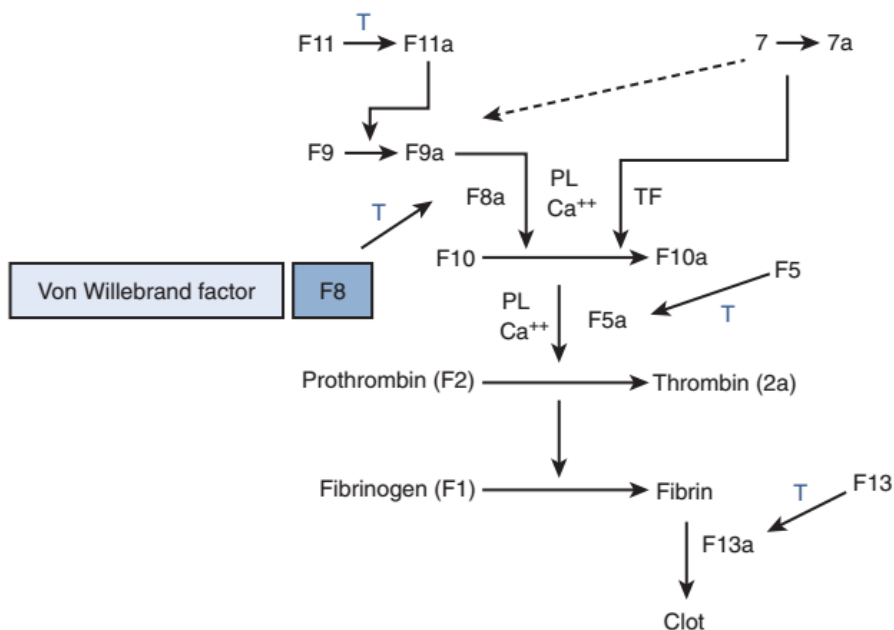 T
F11 F11a
7 7a
F9 F9a
PL
Ca++
F8a
TF
T
F10 F10a
Von Willebrand factor
F8
F5
PL
Ca++
F5a
T
Prothrombin (F2) Thrombin (2a)
Fibrinogen (F1) Fibrin
F13
T
F13a
Clot